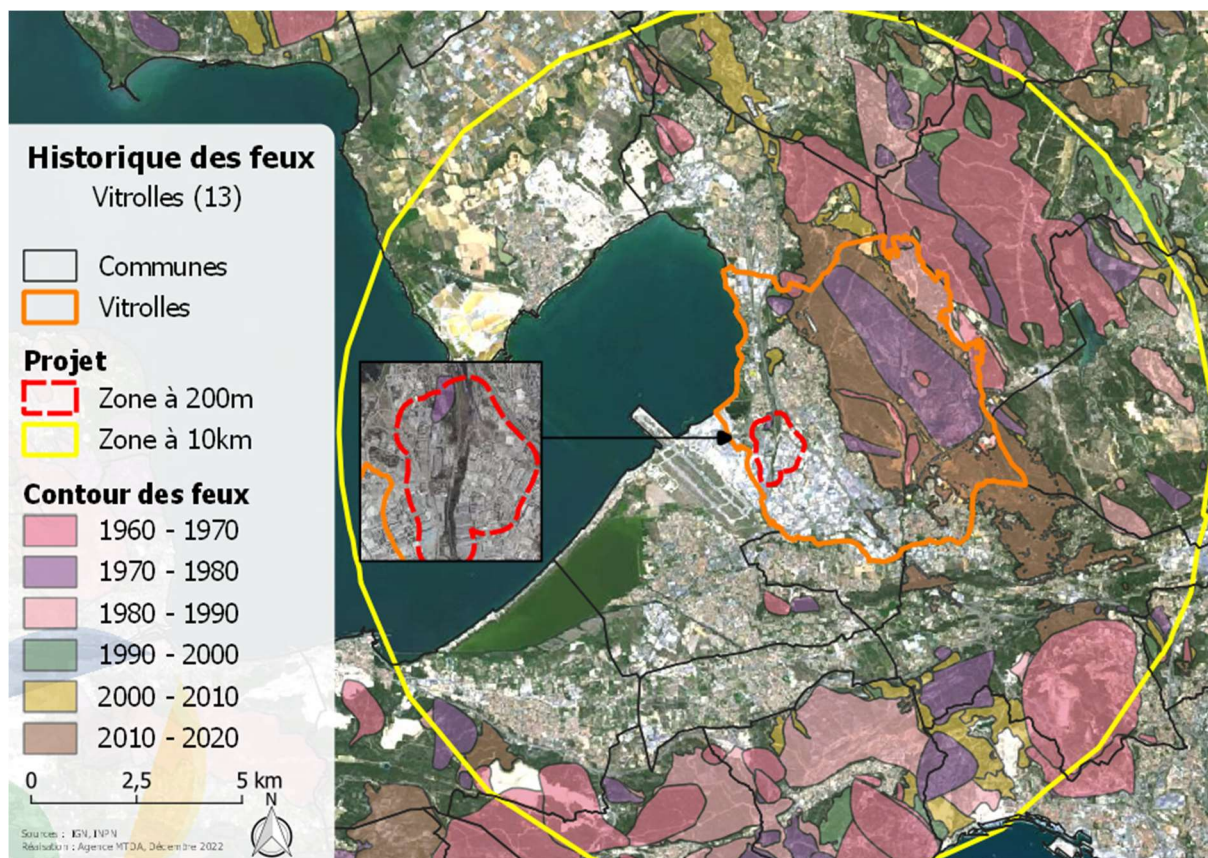 Historique des feux
Vitrolles (13)
Communes
Vitrolles
Projet
Zone à 200m
Zone à 10km
Contour des feux
1960 - 1970
1970 - 1980
1980 - 1990
1990 - 2000
2000 - 2010
2010 - 2020
0 2,5 5 km
N
Sources : IGN, INPN
Réalisation : Agence MTDA, Décembre 2022